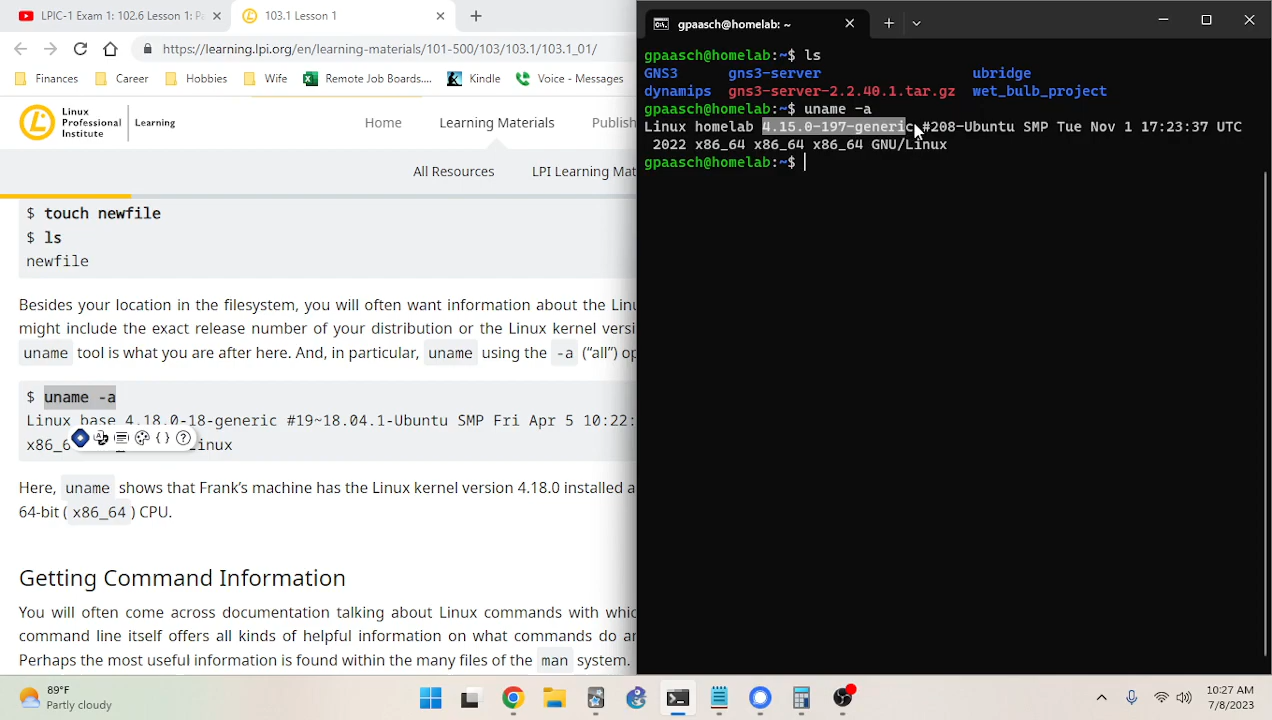 LPIC-1 Exam 1: 102.6 Lesson 1: Pa
103.1 Lesson 1
https://learning.lpi.org/en/learning-materials/101-500/103/103.1/103.1_01/
Finances
Career
Hobbies
Wife
Remote Job Boards....
Kindle
Voice - Messages
Linux
Professional
Institute
Learning
Home
Learning Materials
Publish
All Resources
LPI Learning Mat
$ touch newfile
$ ls
newfile
Besides your location in the filesystem, you will often want information about the Linu
might include the exact release number of your distribution or the Linux kernel versi
uname tool is what you are after here. And, in particular, uname using the -a (“all”) op
$ uname -a
Linux base 4.18.0-18-generic #19~18.04.1-Ubuntu SMP Fri Apr 5 10:22:
x86_6 inux
Here, uname shows that Frank’s machine has the Linux kernel version 4.18.0 installed a
64-bit ( x86_64 ) CPU.
Getting Command Information
You will often come across documentation talking about Linux commands with whic
command line itself offers all kinds of helpful information on what commands do an
Perhaps the most useful information is found within the many files of the man system.
gpaasch@homelab: ~
gpaasch@homelab:~$ ls
GNS3 gns3-server ubridge
dynamips gns3-server-2.2.40.1.tar.gz wet_bulb_project
gpaasch@homelab:~$ uname -a
Linux homelab 4.15.0-197-generic #208-Ubuntu SMP Tue Nov 1 17:23:37 UTC
2022 x86_64 x86_64 x86_64 GNU/Linux
gpaasch@homelab:~$
89°F
Partly cloudy
10:27 AM
7/8/2023